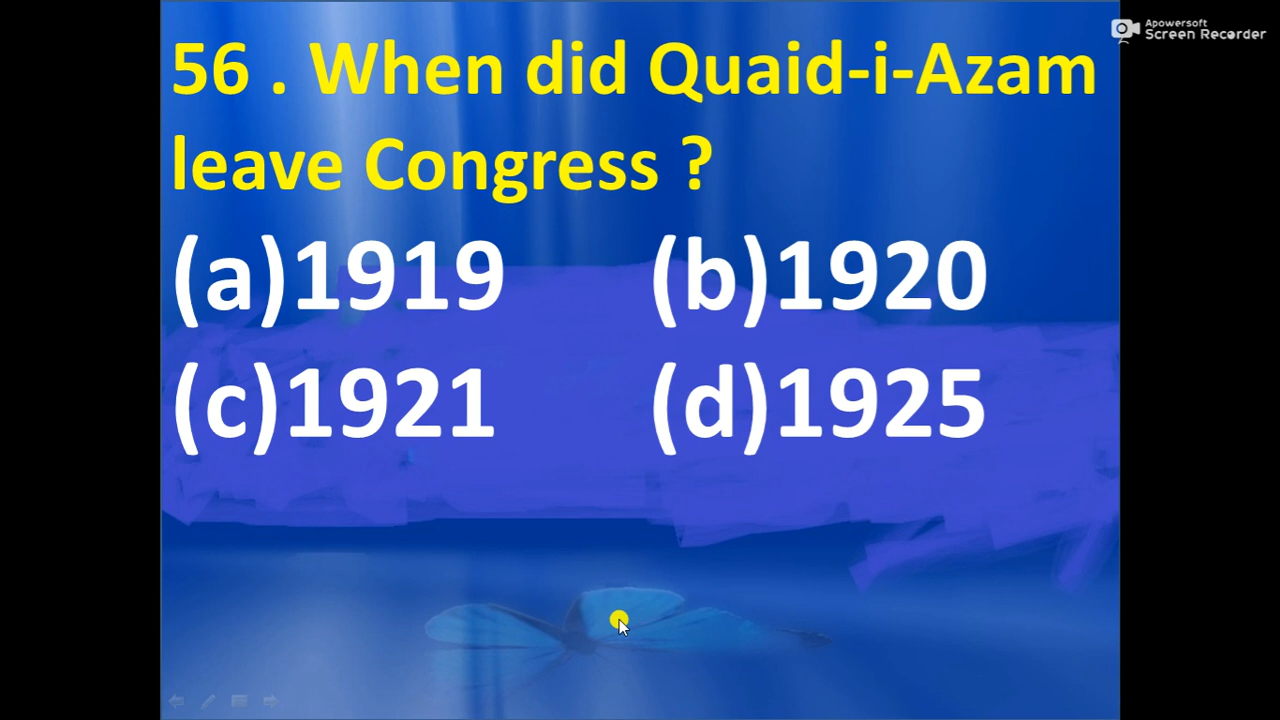 Apowersoft
Screen Recorder
56 . When did Quaid-i-Azam
leave Congress ?
(a)1919 (b)1920
(c)1921 (d)1925